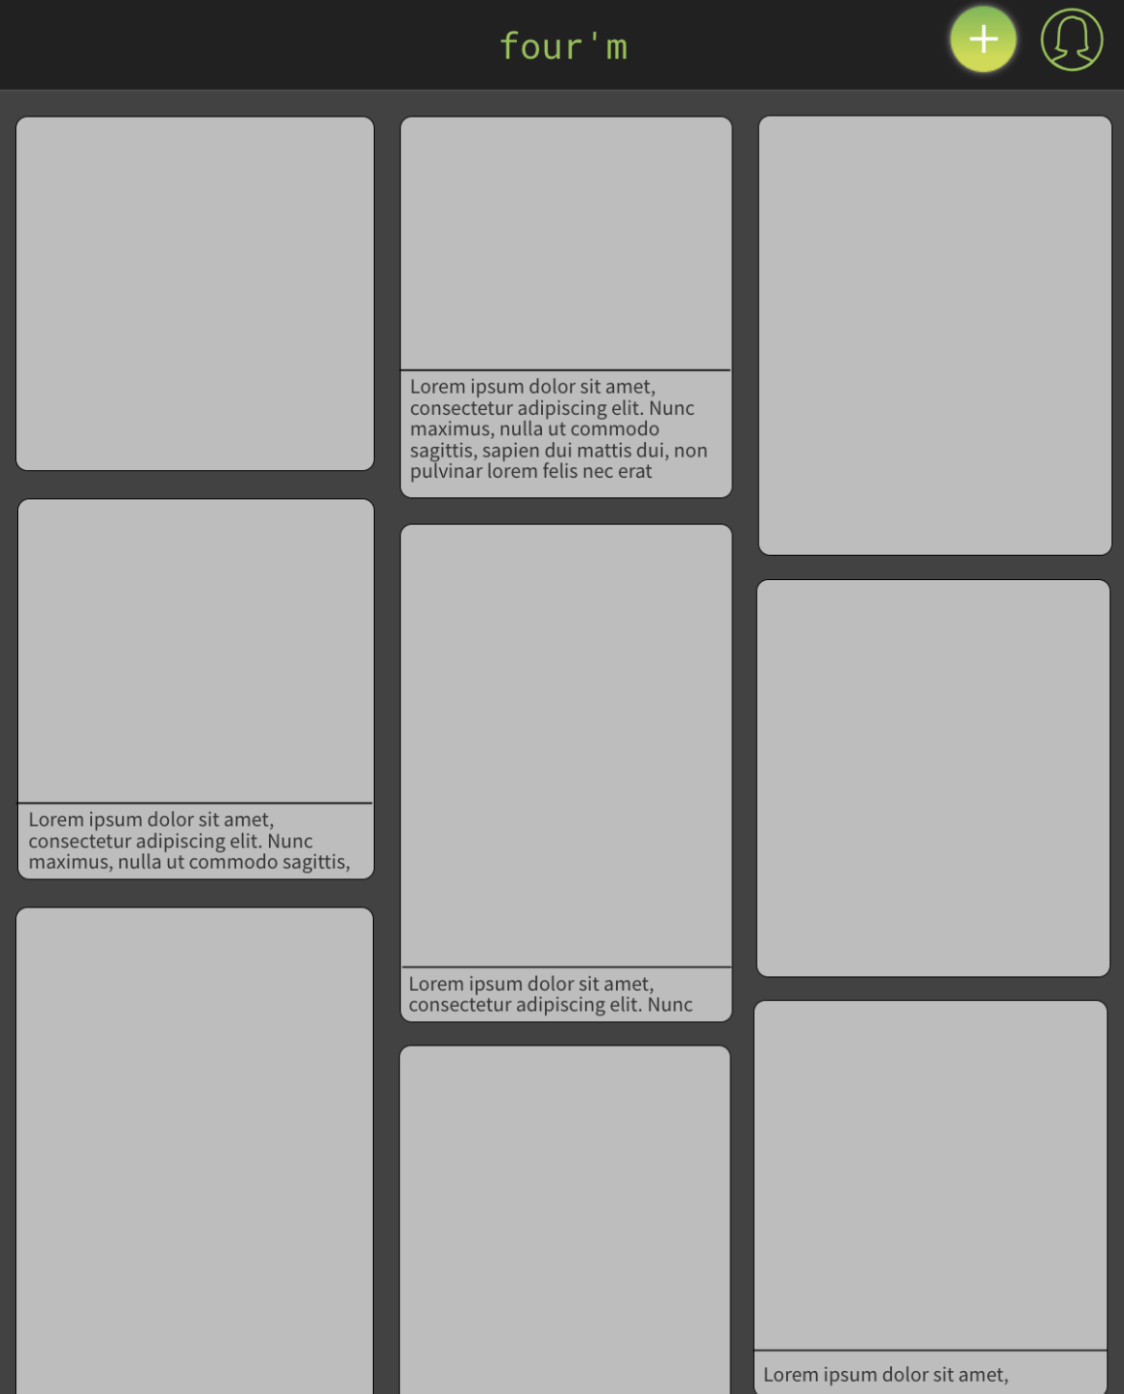 four'm
Lorem ipsum dolor sit amet,
consectetur adipiscing elit. Nunc
maximus, nulla ut commodo
sagittis, sapien dui mattis dui, non
pulvinar lorem felis nec erat
Lorem ipsum dolor sit amet,
consectetur adipiscing elit. Nunc
maximus, nulla ut commodo sagittis,
Lorem ipsum dolor sit amet,
consectetur adipiscing elit. Nunc
Lorem ipsum dolor sit amet,